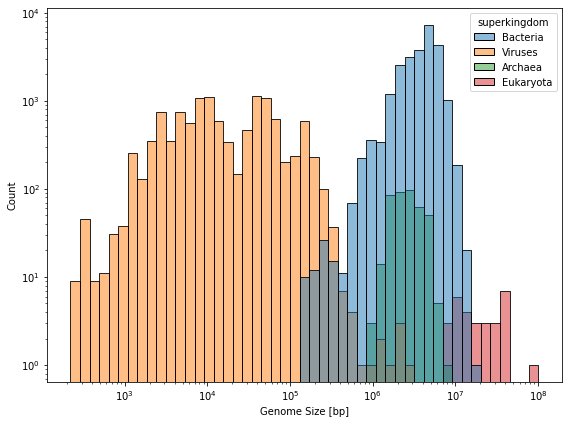 superkingdom
Bacteria
Viruses
Archaea
Eukaryota
10⁴
10³
10²
10¹
10⁰
Count
10³ 10⁴ 10⁵ 10⁶ 10⁷ 10⁸
Genome Size [bp]